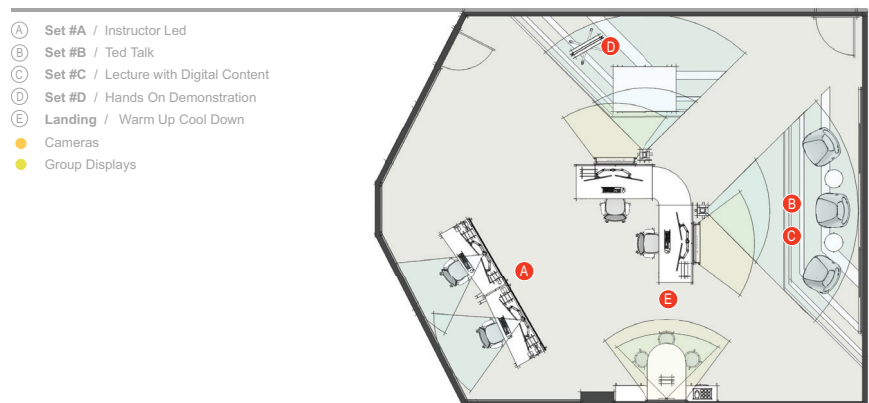 A Set #A / Instructor Led
B Set #B / Ted Talk
C Set #C / Lecture with Digital Content
D Set #D / Hands On Demonstration
E Landing / Warm Up Cool Down
Cameras
Group Displays
D
B
C
A
E